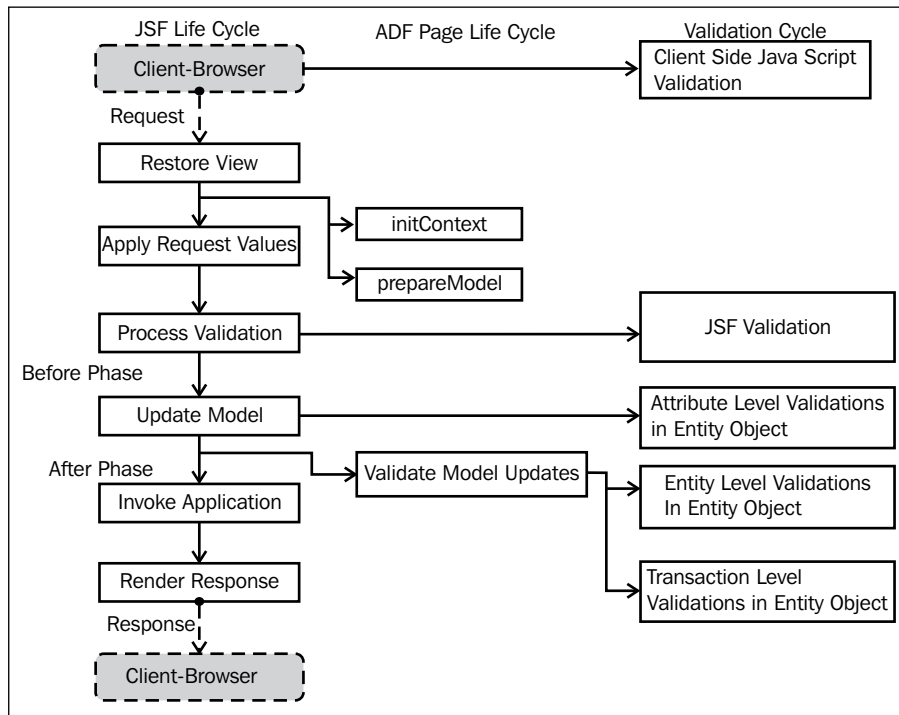 JSF Life Cycle
ADF Page Life Cycle
Validation Cycle
Client-Browser
Client Side Java Script
Validation
Request
Restore View
initContext
Apply Request Values
prepareModel
Process Validation
JSF Validation
Before Phase
Update Model
Attribute Level Validations
in Entity Object
After Phase
Validate Model Updates
Entity Level Validations
In Entity Object
Invoke Application
Render Response
Transaction Level
Validations in Entity Object
Response
Client-Browser